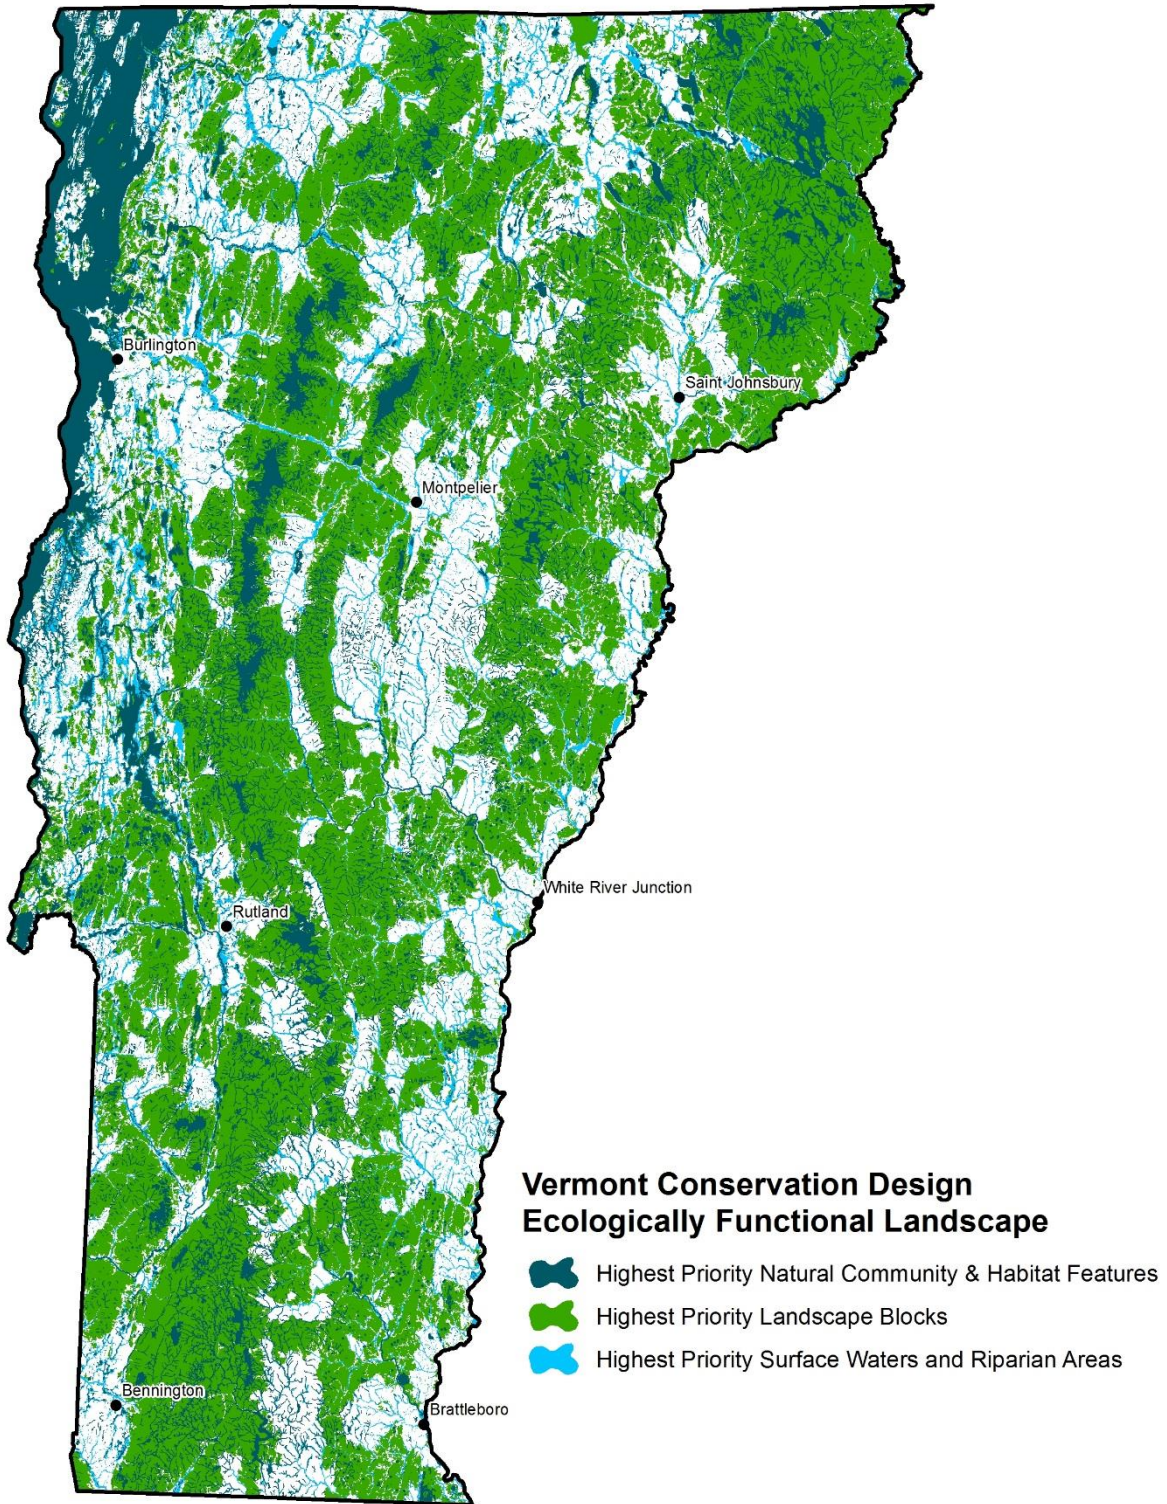 Burlington
Saint Johnsbury
Montpelier
White River Junction
Rutland
Vermont Conservation Design
Ecologically Functional Landscape
Highest Priority Natural Community & Habitat Features
Highest Priority Landscape Blocks
Highest Priority Surface Waters and Riparian Areas
Bennington
Brattleboro